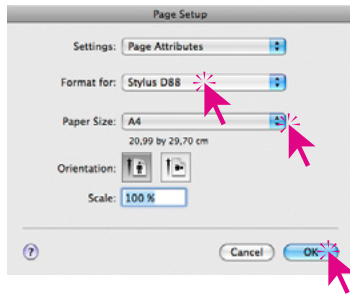 Page Setup
Settings: Page Attributes
Format for: Stylus D88
Paper Size: A4
20,99 by 29,70 cm
Orientation:
Scale: 100 %
? Cancel OK